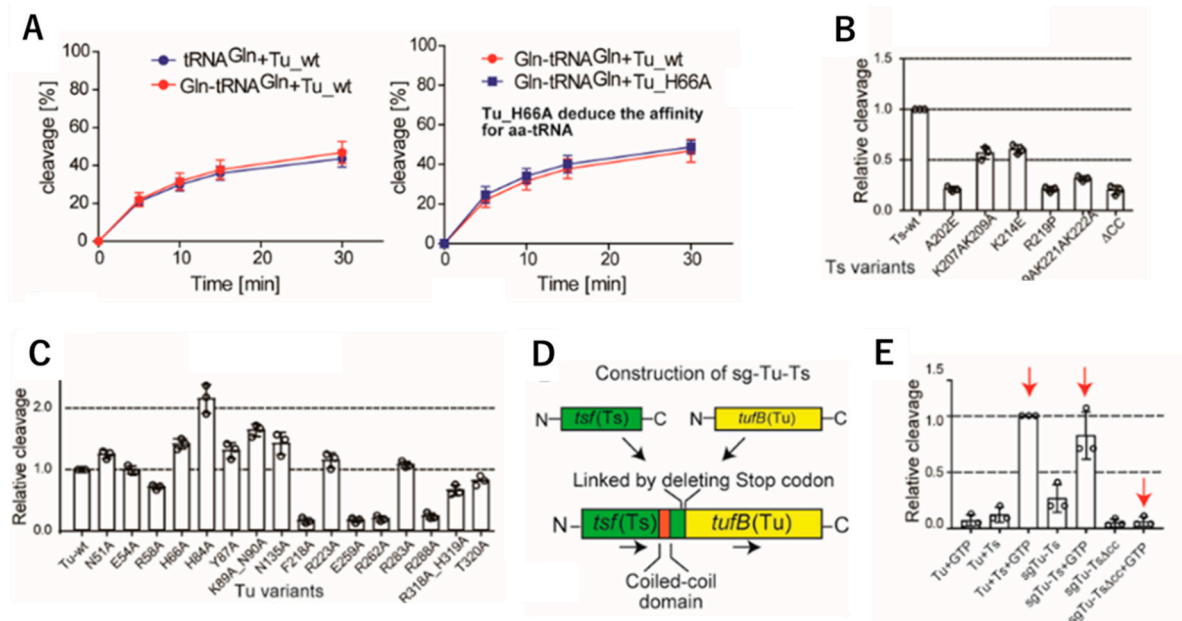 A
100
80
60
40
20
0
cleavage [%]
tRNAGln+Tu_wt
Gln-tRNAGln+Tu_wt
0
10
20
30
Time [min]
100
80
60
40
20
0
cleavage [%]
Gln-tRNAGln+Tu_wt
Gln-tRNAGln+Tu_H66A
Tu_H66A deduce the affinity
for aa-tRNA
0
10
20
30
Time [min]
B
1.5
1.0
0.5
0.0
Relative cleavage
Ts-wt
A202E
K207AK209A
K214E
R219P
9AK221AK222A
ΔCC
Ts variants
C
2.0
1.0
0.0
Relative cleavage
Tu-wt
N51A
E54A
R58A
H66A
H84A
Y87A
K89A_N90A
N135A
F218A
R223A
E259A
R282A
R283A
R288A
R318A_H319A
T320A
Tu variants
D
Construction of sg-Tu-Ts
N
tsf(Ts)
C
N
tufB(Tu)
C
Linked by deleting Stop codon
N
tsf(Ts)
tufB(Tu)
C
Coiled-coil
domain
E
1.5
1.0
0.5
0.0
Relative cleavage
Tu+GTP
Tu+Ts
Tu+Ts+GTP
sgTu-Ts
sgTu-Ts+GTP
sgTu-TsΔcc
sgTu-TsΔcc+GTP